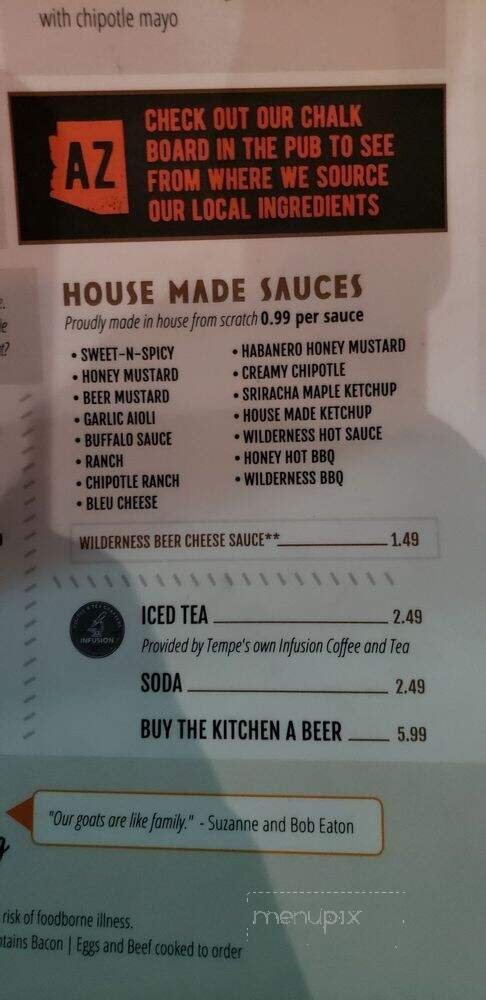 with chipotle mayo
AZ
CHECK OUT OUR CHALK
BOARD IN THE PUB TO SEE
FROM WHERE WE SOURCE
OUR LOCAL INGREDIENTS
HOUSE MADE SAUCES
Proudly made in house from scratch 0.99 per sauce
• SWEET-N-SPICY
• HONEY MUSTARD
• BEER MUSTARD
• GARLIC AIOLI
• BUFFALO SAUCE
• RANCH
• CHIPOTLE RANCH
• BLEU CHEESE
• HABANERO HONEY MUSTARD
• CREAMY CHIPOTLE
• SRIRACHA MAPLE KETCHUP
• HOUSE MADE KETCHUP
• WILDERNESS HOT SAUCE
• HONEY HOT BBQ
• WILDERNESS BBQ
WILDERNESS BEER CHEESE SAUCE** 1.49
INFUSION
ICED TEA 2.49
Provided by Tempe's own Infusion Coffee and Tea
SODA 2.49
BUY THE KITCHEN A BEER 5.99
"Our goats are like family." - Suzanne and Bob Eaton
risk of foodborne illness.
ntains Bacon | Eggs and Beef cooked to order
menupix